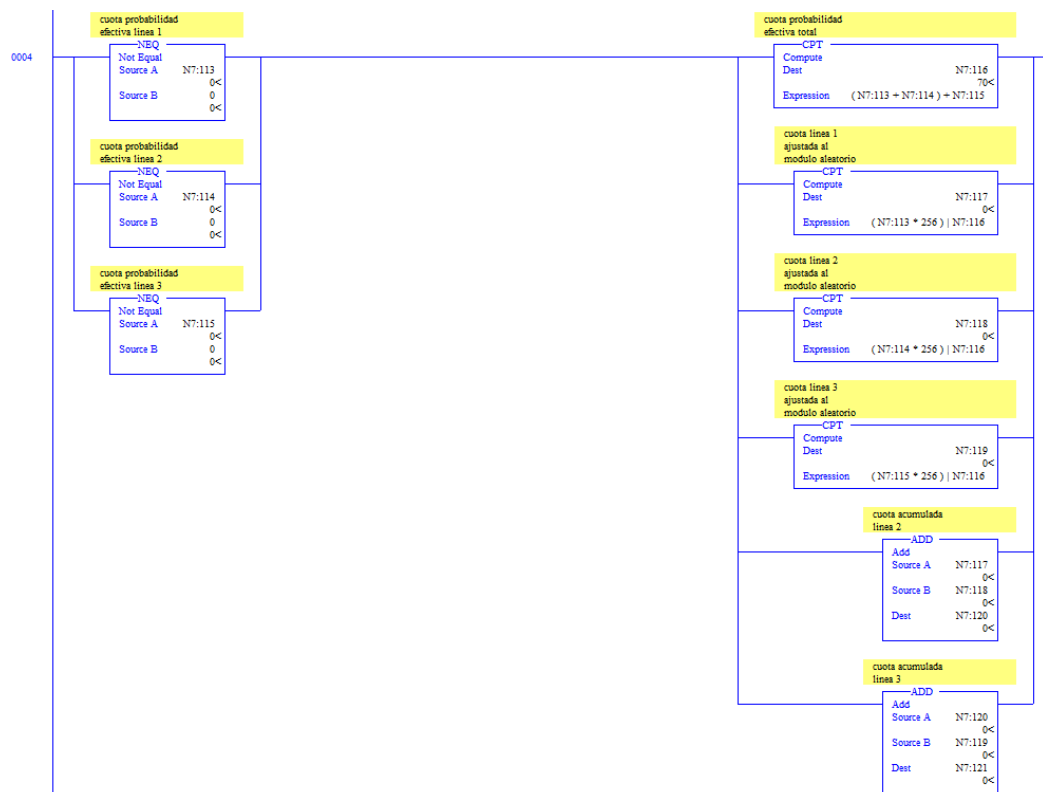 cuota probabilidad
efectiva linea 1
NEQ
0004
Not Equal
Source A N7:113
0<
Source B 0
0<
cuota probabilidad
efectiva linea 2
NEQ
Not Equal
Source A N7:114
0<
Source B 0
0<
cuota probabilidad
efectiva linea 3
NEQ
Not Equal
Source A N7:115
0<
Source B 0
0<
cuota probabilidad
efectiva total
CPT
Compute
Dest N7:116
70<
Expression ( N7:113 + N7:114 ) + N7:115
cuota linea 1
ajustada al
modulo aleatorio
CPT
Compute
Dest N7:117
0<
Expression ( N7:113 * 256 ) | N7:116
cuota linea 2
ajustada al
modulo aleatorio
CPT
Compute
Dest N7:118
0<
Expression ( N7:114 * 256 ) | N7:116
cuota linea 3
ajustada al
modulo aleatorio
CPT
Compute
Dest N7:119
0<
Expression ( N7:115 * 256 ) | N7:116
cuota acumulada
linea 2
ADD
Add
Source A N7:117
0<
Source B N7:118
0<
Dest N7:120
0<
cuota acumulada
linea 3
ADD
Add
Source A N7:120
0<
Source B N7:119
0<
Dest N7:121
0<